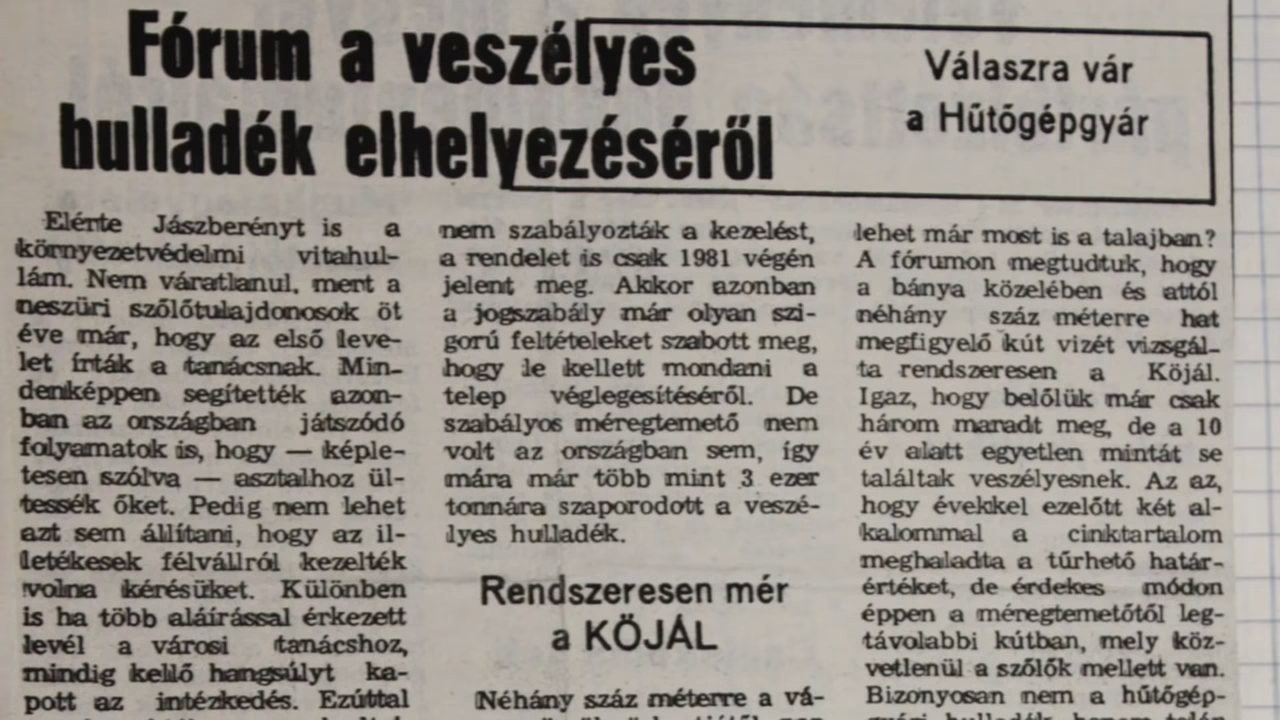 Fórum a veszélyes
hulladék elhelyezéséről
Válaszra vár
a Hűtőgépgyár
Elérte Jászberényt is a
környezetvédelmi vitahul-
lám. Nem váratlanul, mert a
neszűri szőlőtulajdonosok öt
éve már, hogy az első leve-
let írták a tanácsnak. Min-
denképpen segítették azon-
ban az országban játszódó
folyamatok is, hogy — képle-
tesen szólva — asztalhoz ül-
tessék őket. Pedig nem lehet
azt sem állítani, hogy az il-
letékesek félvállról kezelték
volna kérésüket. Különben
is ha több aláírással érkezett
levél a városi tanácshoz,
mindig kellő hangsúlyt ka-
pott az intézkedés. Ezúttal
nem szabályozták a kezelést,
a rendelet is csak 1981 végén
jelent meg. Akkor azonban
a jogszabály már olyan szi-
gorú feltételeket szabott meg,
hogy le kellett mondani a
telep véglegesítéséről. De
szabályos méregtemető nem
volt az országban sem, így
mára már több mint 3 ezer
tonnára szaporodott a veszé-
lyes hulladék.
Rendszeresen mér
a KÖJÁL
Néhány száz méterre a vá-
lehet már most is a talajban?
A fórumon megtudtuk, hogy
a bánya közelében és attól
néhány száz méterre hat
megfigyelő kút vizét vizsgál-
ta rendszeresen a Köjál.
Igaz, hogy belőlük már csak
három maradt meg, de a 10
év alatt egyetlen mintát se
találtak veszélyesnek. Az az,
hogy évekkel ezelőtt két al-
kalommal a cinktartalom
meghaladta a tűrhető határ-
értéket, de érdekes módon
éppen a méregtemetőtől leg-
távolabbi kútban, mely köz-
vetlenül a szőlők mellett van.
Bizonyosan nem a hűtőgép-